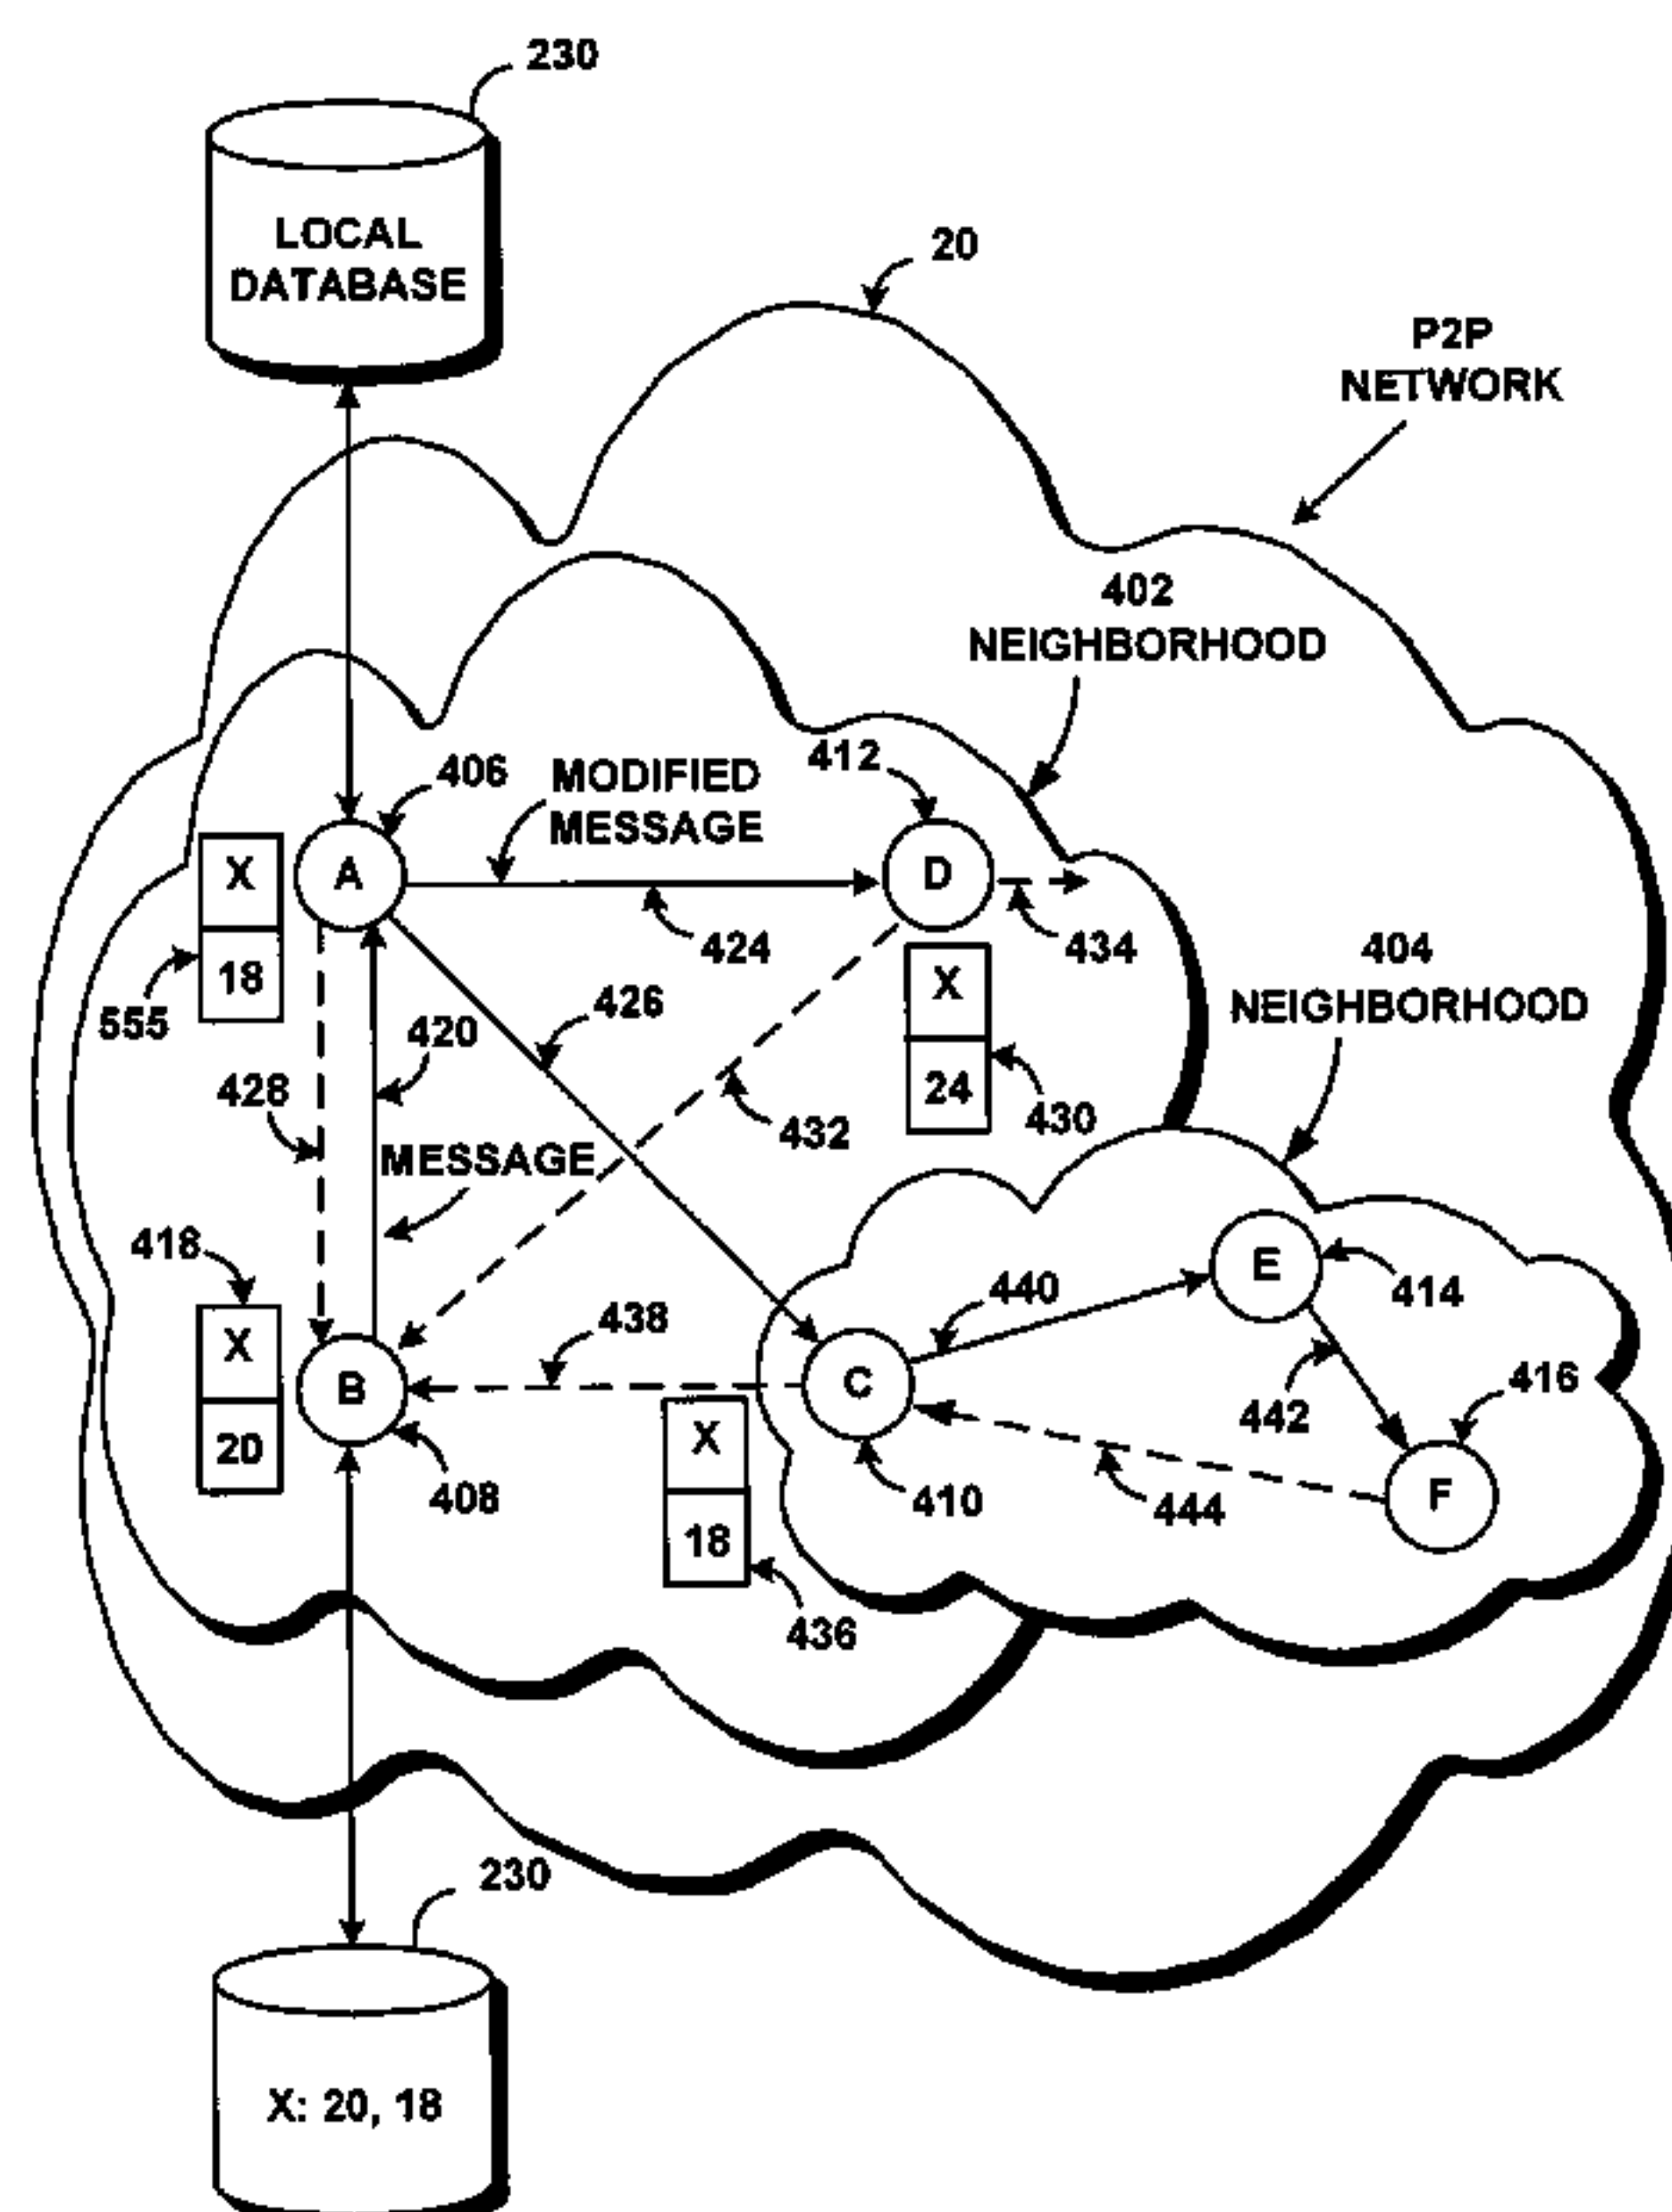 230
LOCAL
DATABASE
20
P2P
NETWORK
402
NEIGHBORHOOD
406
MODIFIED
MESSAGE
412
X
A
D
18
555
424
434
404
NEIGHBORHOOD
X
426
420
428
24
430
432
MESSAGE
418
E
440
414
438
X
B
C
416
20
X
442
408
410
444
F
18
436
230
X: 20, 18